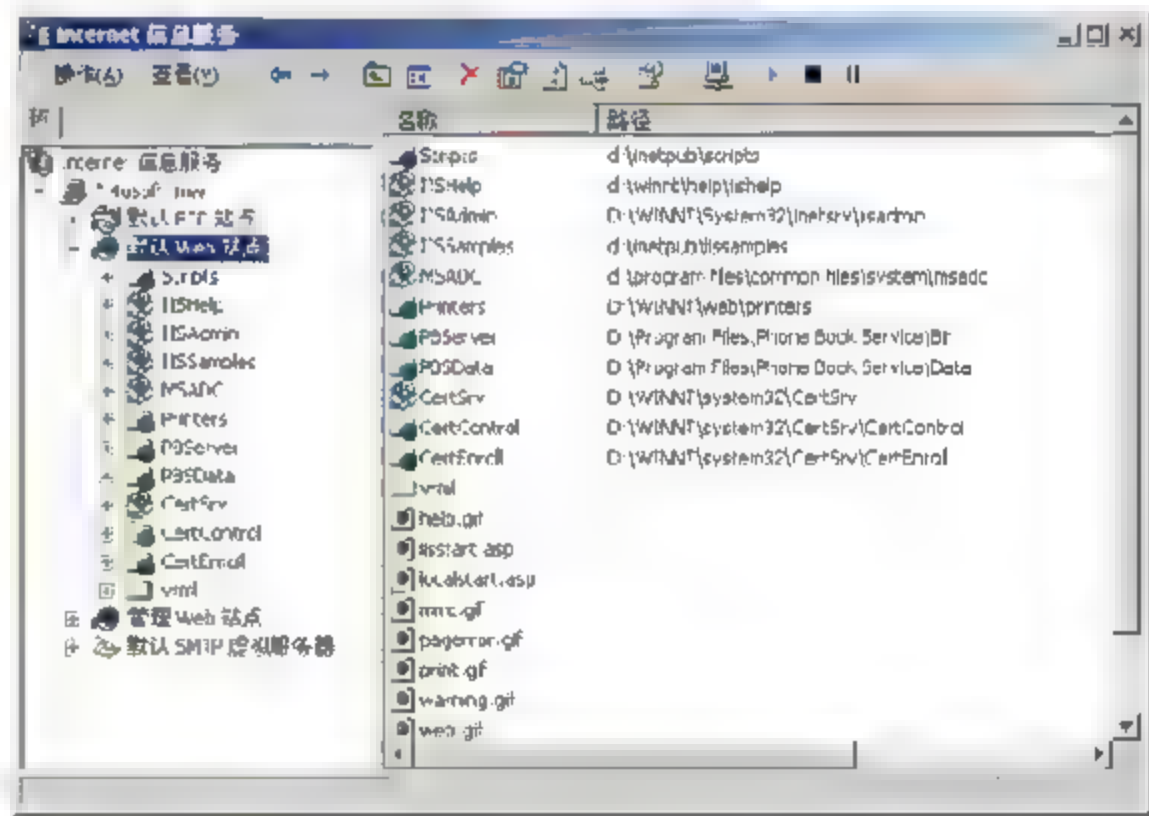 Internet 信息服务
操作(A) 查看(V)
树
名称 路径
Internet 信息服务
默认 FTP 站点
默认 Web 站点
Scripts
IISHelp
IISAdmin
IISSamples
MSADC
Printers
PBServer
PBSData
CertSrv
CertControl
CertEnroll
vml
管理 Web 站点
默认 SMTP 虚拟服务器
Scripts d:\inetpub\scripts
IISHelp d:\winnt\help\iishelp
IISAdmin D:\WINNT\System32\inetsrv\iisadmin
IISSamples d:\inetpub\iissamples
MSADC d:\program files\common files\system\msadc
Printers D:\WINNT\web\printers
PBServer D:\Program Files\Phone Book Service\Bin
PBSData D:\Program Files\Phone Book Service\Data
CertSrv D:\WINNT\system32\CertSrv
CertControl D:\WINNT\system32\CertSrv\CertControl
CertEnroll D:\WINNT\system32\CertSrv\CertEnroll
vml
help.gif
iisstart.asp
localstart.asp
mmc.gif
pagerror.gif
print.gif
warning.gif
web.gif